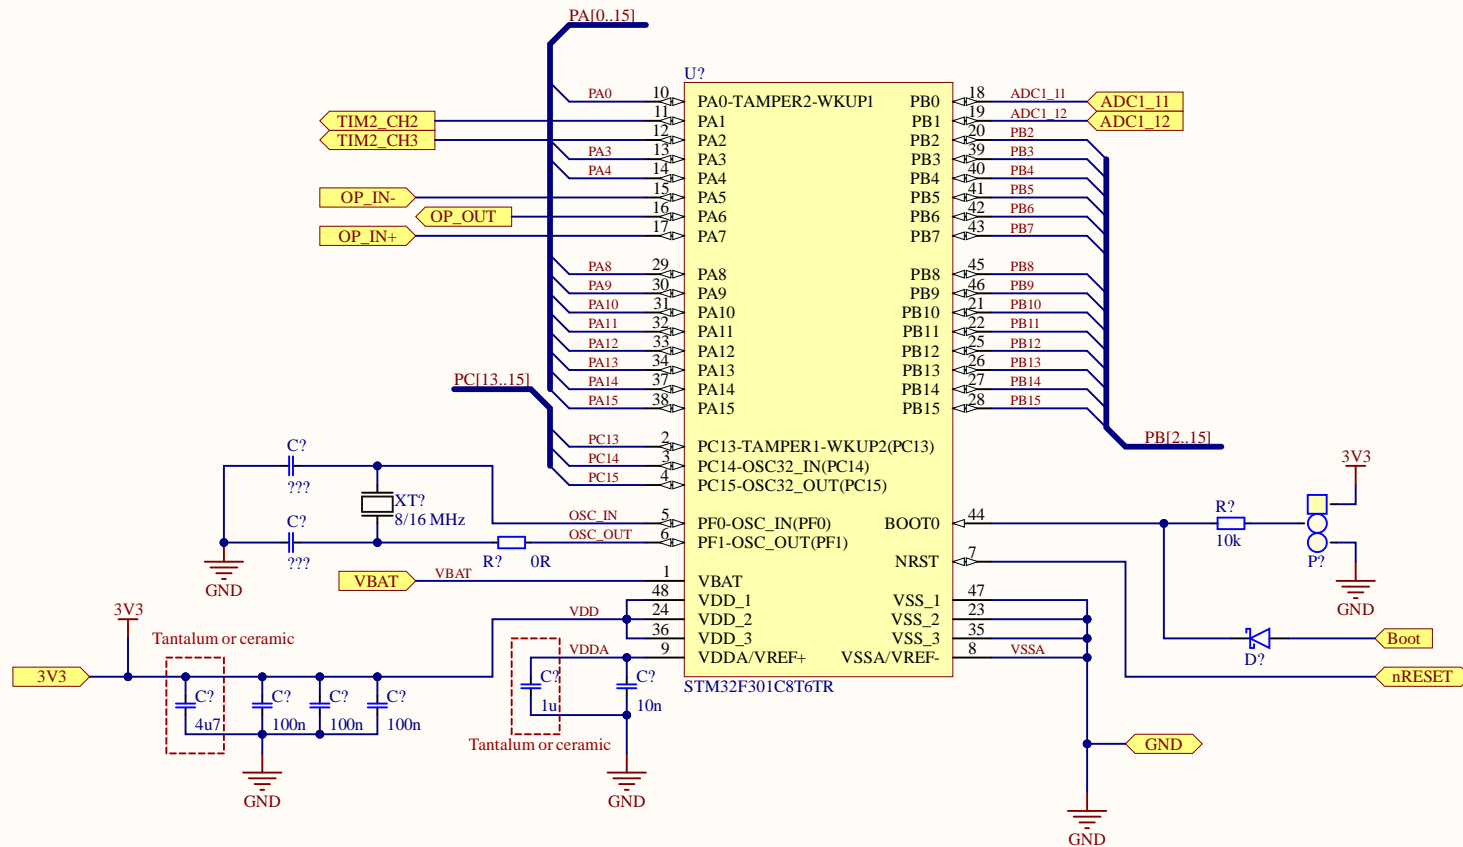 PA[0..15]
U?
PA0 10 PA0-TAMPER2-WKUP1 PB0 18 ADC1_11 ADC1_11
TIM2_CH2 11 PA1 PB1 19 ADC1_12 ADC1_12
TIM2_CH3 12 PA2 PB2 20 PB2
PA3 13 PA3 PB3 39 PB3
PA4 14 PA4 PB4 40 PB4
OP_IN- 15 PA5 PB5 41 PB5
OP_OUT 16 PA6 PB6 42 PB6
OP_IN+ 17 PA7 PB7 43 PB7
PA8 29 PA8 PB8 45 PB8
PA9 30 PA9 PB9 46 PB9
PA10 31 PA10 PB10 21 PB10
PA11 32 PA11 PB11 22 PB11
PA12 33 PA12 PB12 25 PB12
PA13 34 PA13 PB13 26 PB13
PC[13..15] PA14 37 PA14 PB14 27 PB14
PA15 38 PA15 PB15 28 PB15
PB[2..15]
PC13 2 PC13-TAMPER1-WKUP2(PC13)
PC14 3 PC14-OSC32_IN(PC14)
PC15 4 PC15-OSC32_OUT(PC15)
C?
???
XT?
8/16 MHz
C?
???
GND
R? 0R
OSC_IN 5 PF0-OSC_IN(PF0) BOOT0 44
OSC_OUT 6 PF1-OSC_OUT(PF1)
NRST 7
R?
10k
3V3
P?
GND
VBAT VBAT 1 VBAT
48 VDD_1 VSS_1 47
VDD 24 VDD_2 VSS_2 23
36 VDD_3 VSS_3 35
VDDA 9 VDDA/VREF+ VSSA/VREF- 8 VSSA
STM32F301C8T6TR
D?
Boot
nRESET
GND
GND
3V3
Tantalum or ceramic
3V3
C? C? C? C?
4u7 100n 100n 100n
GND
C? C?
1u 10n
Tantalum or ceramic
GND